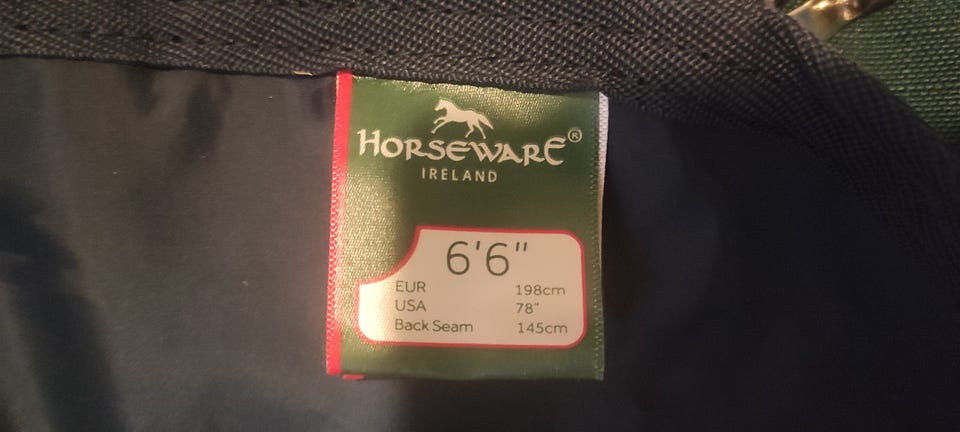 HORSEWARE®
IRELAND
6'6"
EUR 198cm
USA 78"
Back Seam 145cm